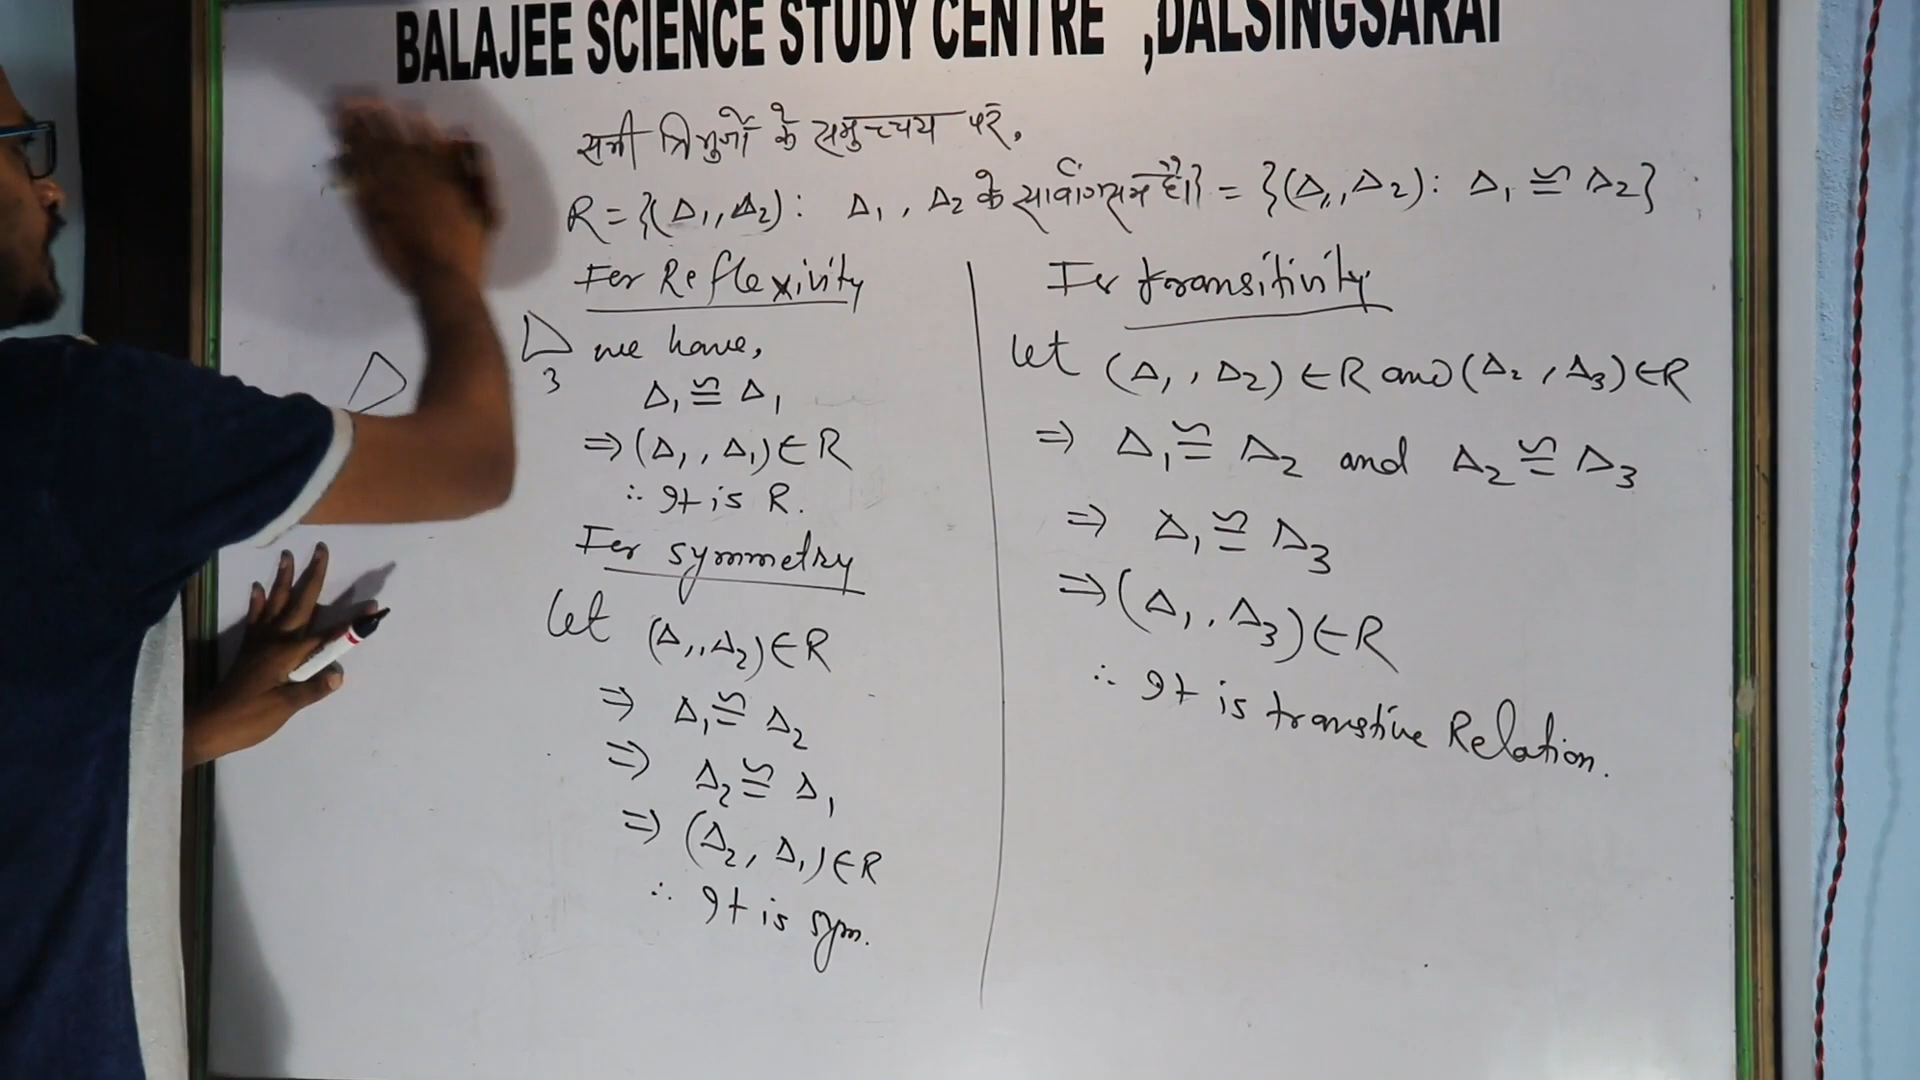 BALAJEE SCIENCE STUDY CENTRE ,DALSINGSARAI
सभी त्रिभुजों के समुच्चय पर,
R = {(Δ₁, Δ₂) : Δ₁, Δ₂ के सर्वांगसम है।} = {(Δ₁, Δ₂) : Δ₁ ≅ Δ₂}
For Reflexivity
3
we have,
Δ₁ ≅ Δ₁
⇒ (Δ₁, Δ₁) ∈ R
∴ It is R.
For symmetry
Let (Δ₁, Δ₂) ∈ R
⇒ Δ₁ ≅ Δ₂
⇒ Δ₂ ≅ Δ₁
⇒ (Δ₂, Δ₁) ∈ R
∴ It is sym.
For transitivity
Let (Δ₁, Δ₂) ∈ R and (Δ₂, Δ₃) ∈ R
⇒ Δ₁ ≅ Δ₂ and Δ₂ ≅ Δ₃
⇒ Δ₁ ≅ Δ₃
⇒ (Δ₁, Δ₃) ∈ R
∴ It is transtive Relation.